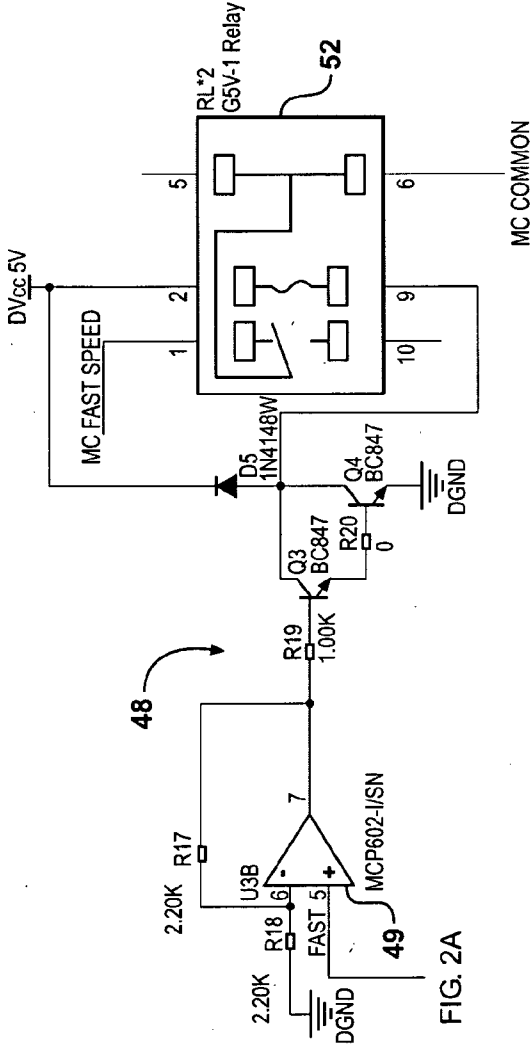 RL*2
G5V-1 Relay
52
5
6
MC COMMON
DVcc 5V
2
9
MC FAST SPEED
1
10
D5
1N4148W
Q4
BC847
DGND
R20
0
Q3
BC847
R19
1.00K
48
7
R17
2.20K
U3B
MCP602-I/SN
-
+
6
5
R18
2.20K
FAST
49
DGND
FIG. 2A